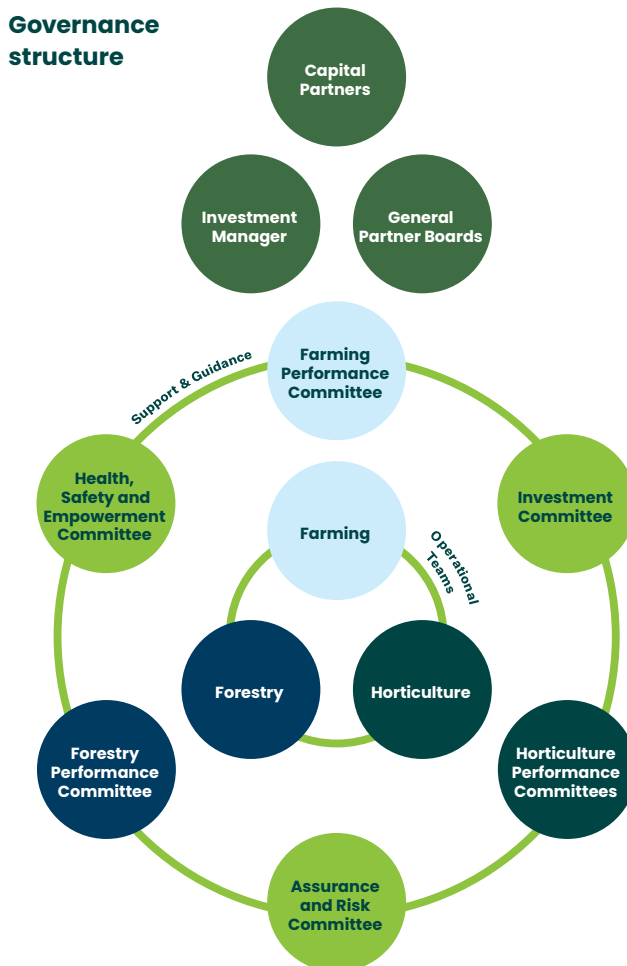 Governance
structure
Capital
Partners
Investment
Manager
General
Partner Boards
Support & Guidance
Farming
Performance
Committee
Health,
Safety and
Empowerment
Committee
Investment
Committee
Farming
Operational
Teams
Forestry
Horticulture
Forestry
Performance
Committee
Horticulture
Performance
Committees
Assurance
and Risk
Committee